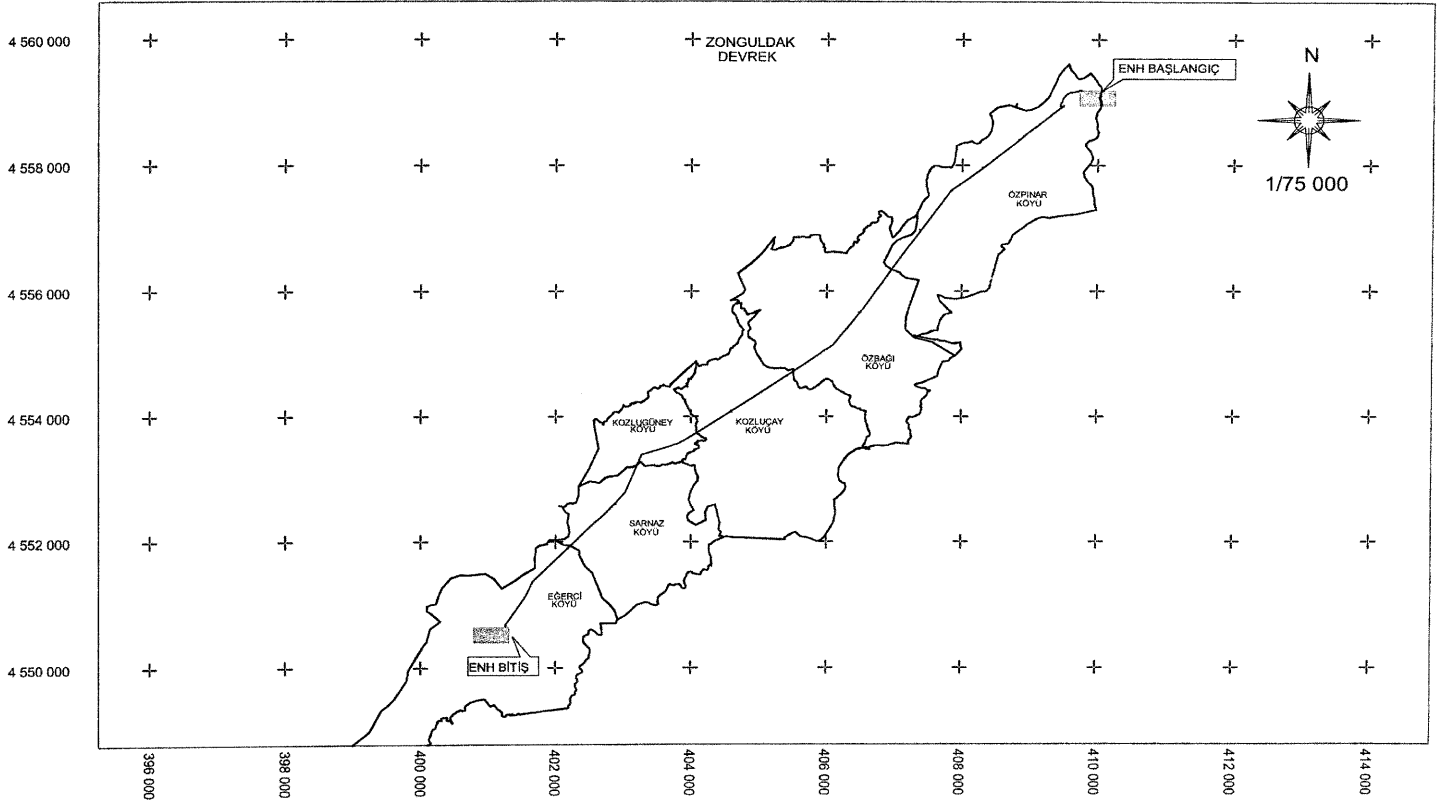 4 560 000
ZONGULDAK
DEVREK
N
ENH BAŞLANGIÇ
4 558 000
1/75 000
ÖZPINAR
KÖYÜ
4 556 000
ÖZBAĞI
KÖYÜ
4 554 000
KOZLUGÜNEY
KÖYÜ
KOZLUÇAY
KÖYÜ
4 552 000
SARNAZ
KÖYÜ
EĞERCİ
KÖYÜ
4 550 000
ENH BİTİŞ
396 000
398 000
400 000
402 000
404 000
406 000
408 000
410 000
412 000
414 000